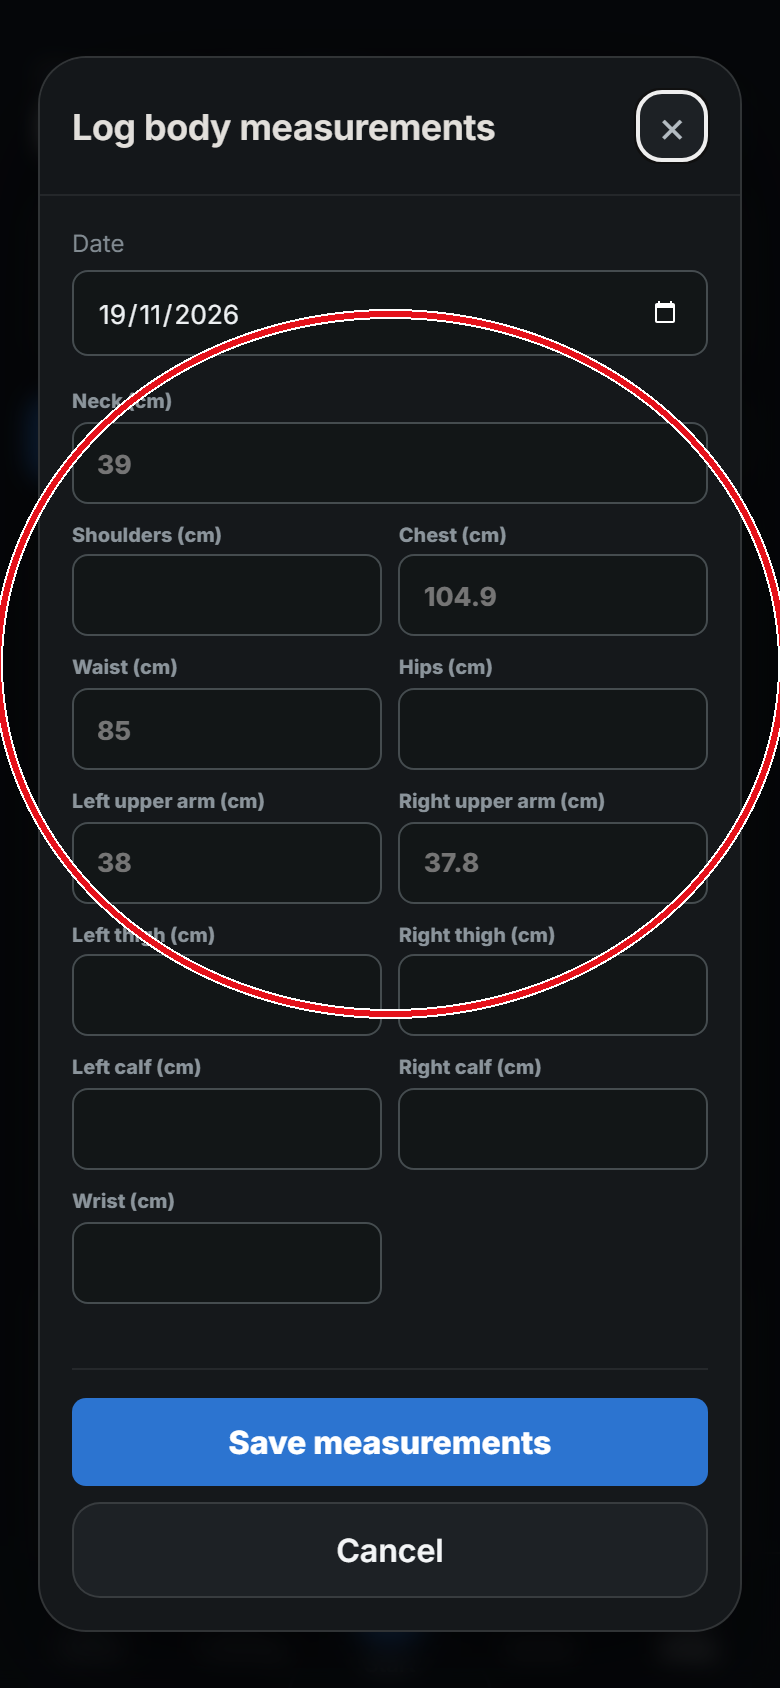 Log body measurements
Date
19/11/2026
Neck (cm)
39
Shoulders (cm) Chest (cm)
104.9
Waist (cm) Hips (cm)
85
Left upper arm (cm) Right upper arm (cm)
38 37.8
Left thigh (cm) Right thigh (cm)
Left calf (cm) Right calf (cm)
Wrist (cm)
Save measurements
Cancel